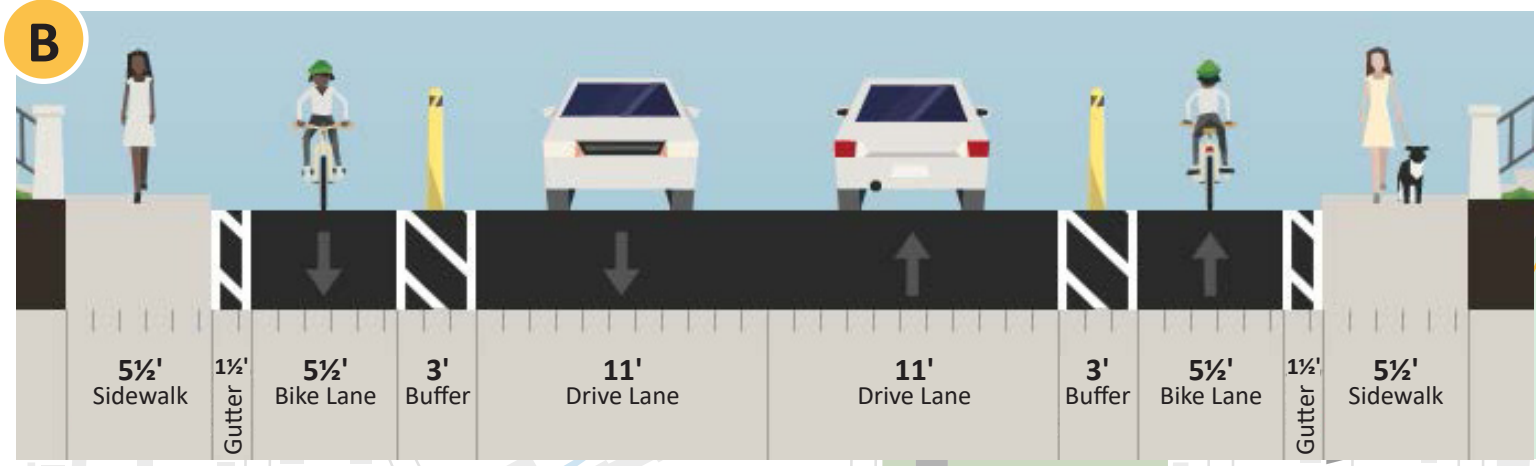 B
5½'
Sidewalk
1½'
Gutter
5½'
Bike Lane
3'
Buffer
11'
Drive Lane
11'
Drive Lane
3'
Buffer
5½'
Bike Lane
1½'
Gutter
5½'
Sidewalk